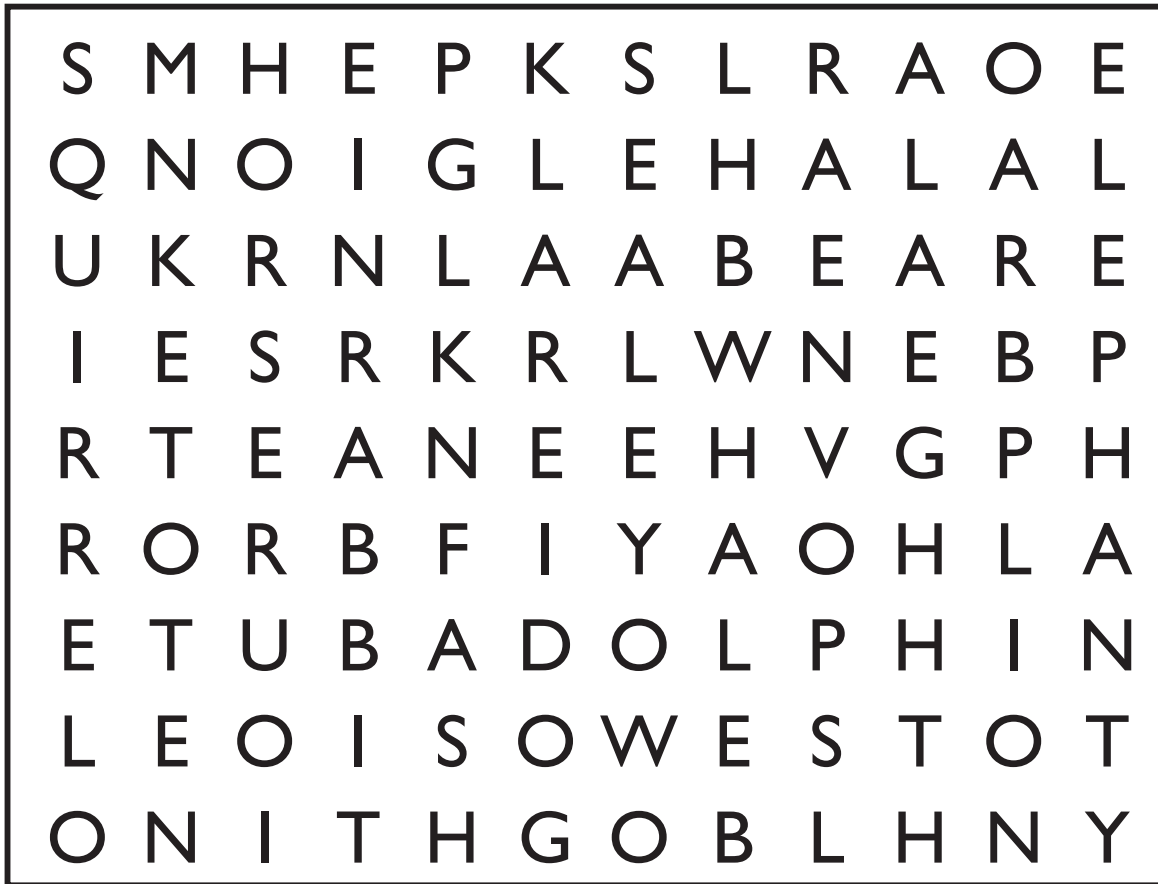 S M H E P K S L R A O E
Q N O I G L E H A L A L
U K R N L A A B E A R E
I E S R K R L W N E B P
R T E A N E E H V G P H
R O R B F I Y A O H L A
E T U B A D O L P H I N
L E O I S O W E S T O T
O N I T H G O B L H N Y